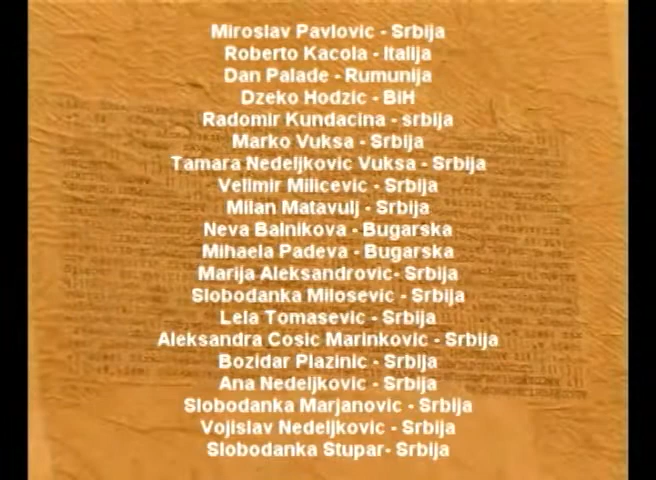 Miroslav Pavlovic - Srbija
Roberto Kacola - Italija
Dan Palade - Rumunija
Dzeko Hodzic - BiH
Radomir Kundacina - srbija
Marko Vuksa - Srbija
Tamara Nedeljkovic Vuksa - Srbija
Velimir Milicevic - Srbija
Milan Matavulj - Srbija
Neva Balnikova - Bugarska
Mihaela Padeva - Bugarska
Marija Aleksandrovic- Srbija
Slobodanka Milosevic - Srbija
Lela Tomasevic - Srbija
Aleksandra Cosic Marinkovic - Srbija
Bozidar Plazinic - Srbija
Ana Nedeljkovic - Srbija
Slobodanka Marjanovic - Srbija
Vojislav Nedeljkovic - Srbija
Slobodanka Stupar- Srbija